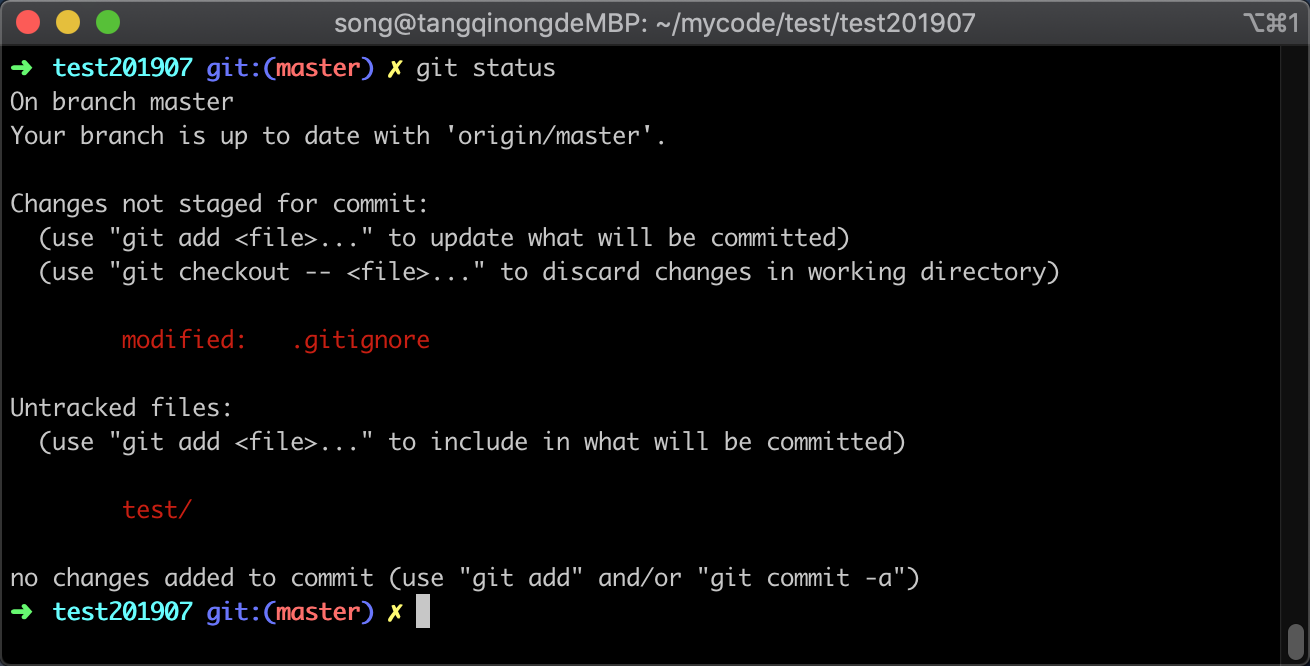 song@tangqinongdeMBP: ~/mycode/test/test201907 ⌥⌘1
➜ test201907 git:(master) ✗ git status
On branch master
Your branch is up to date with 'origin/master'.
Changes not staged for commit:
(use "git add <file>..." to update what will be committed)
(use "git checkout -- <file>..." to discard changes in working directory)
modified: .gitignore
Untracked files:
(use "git add <file>..." to include in what will be committed)
test/
no changes added to commit (use "git add" and/or "git commit -a")
➜ test201907 git:(master) ✗